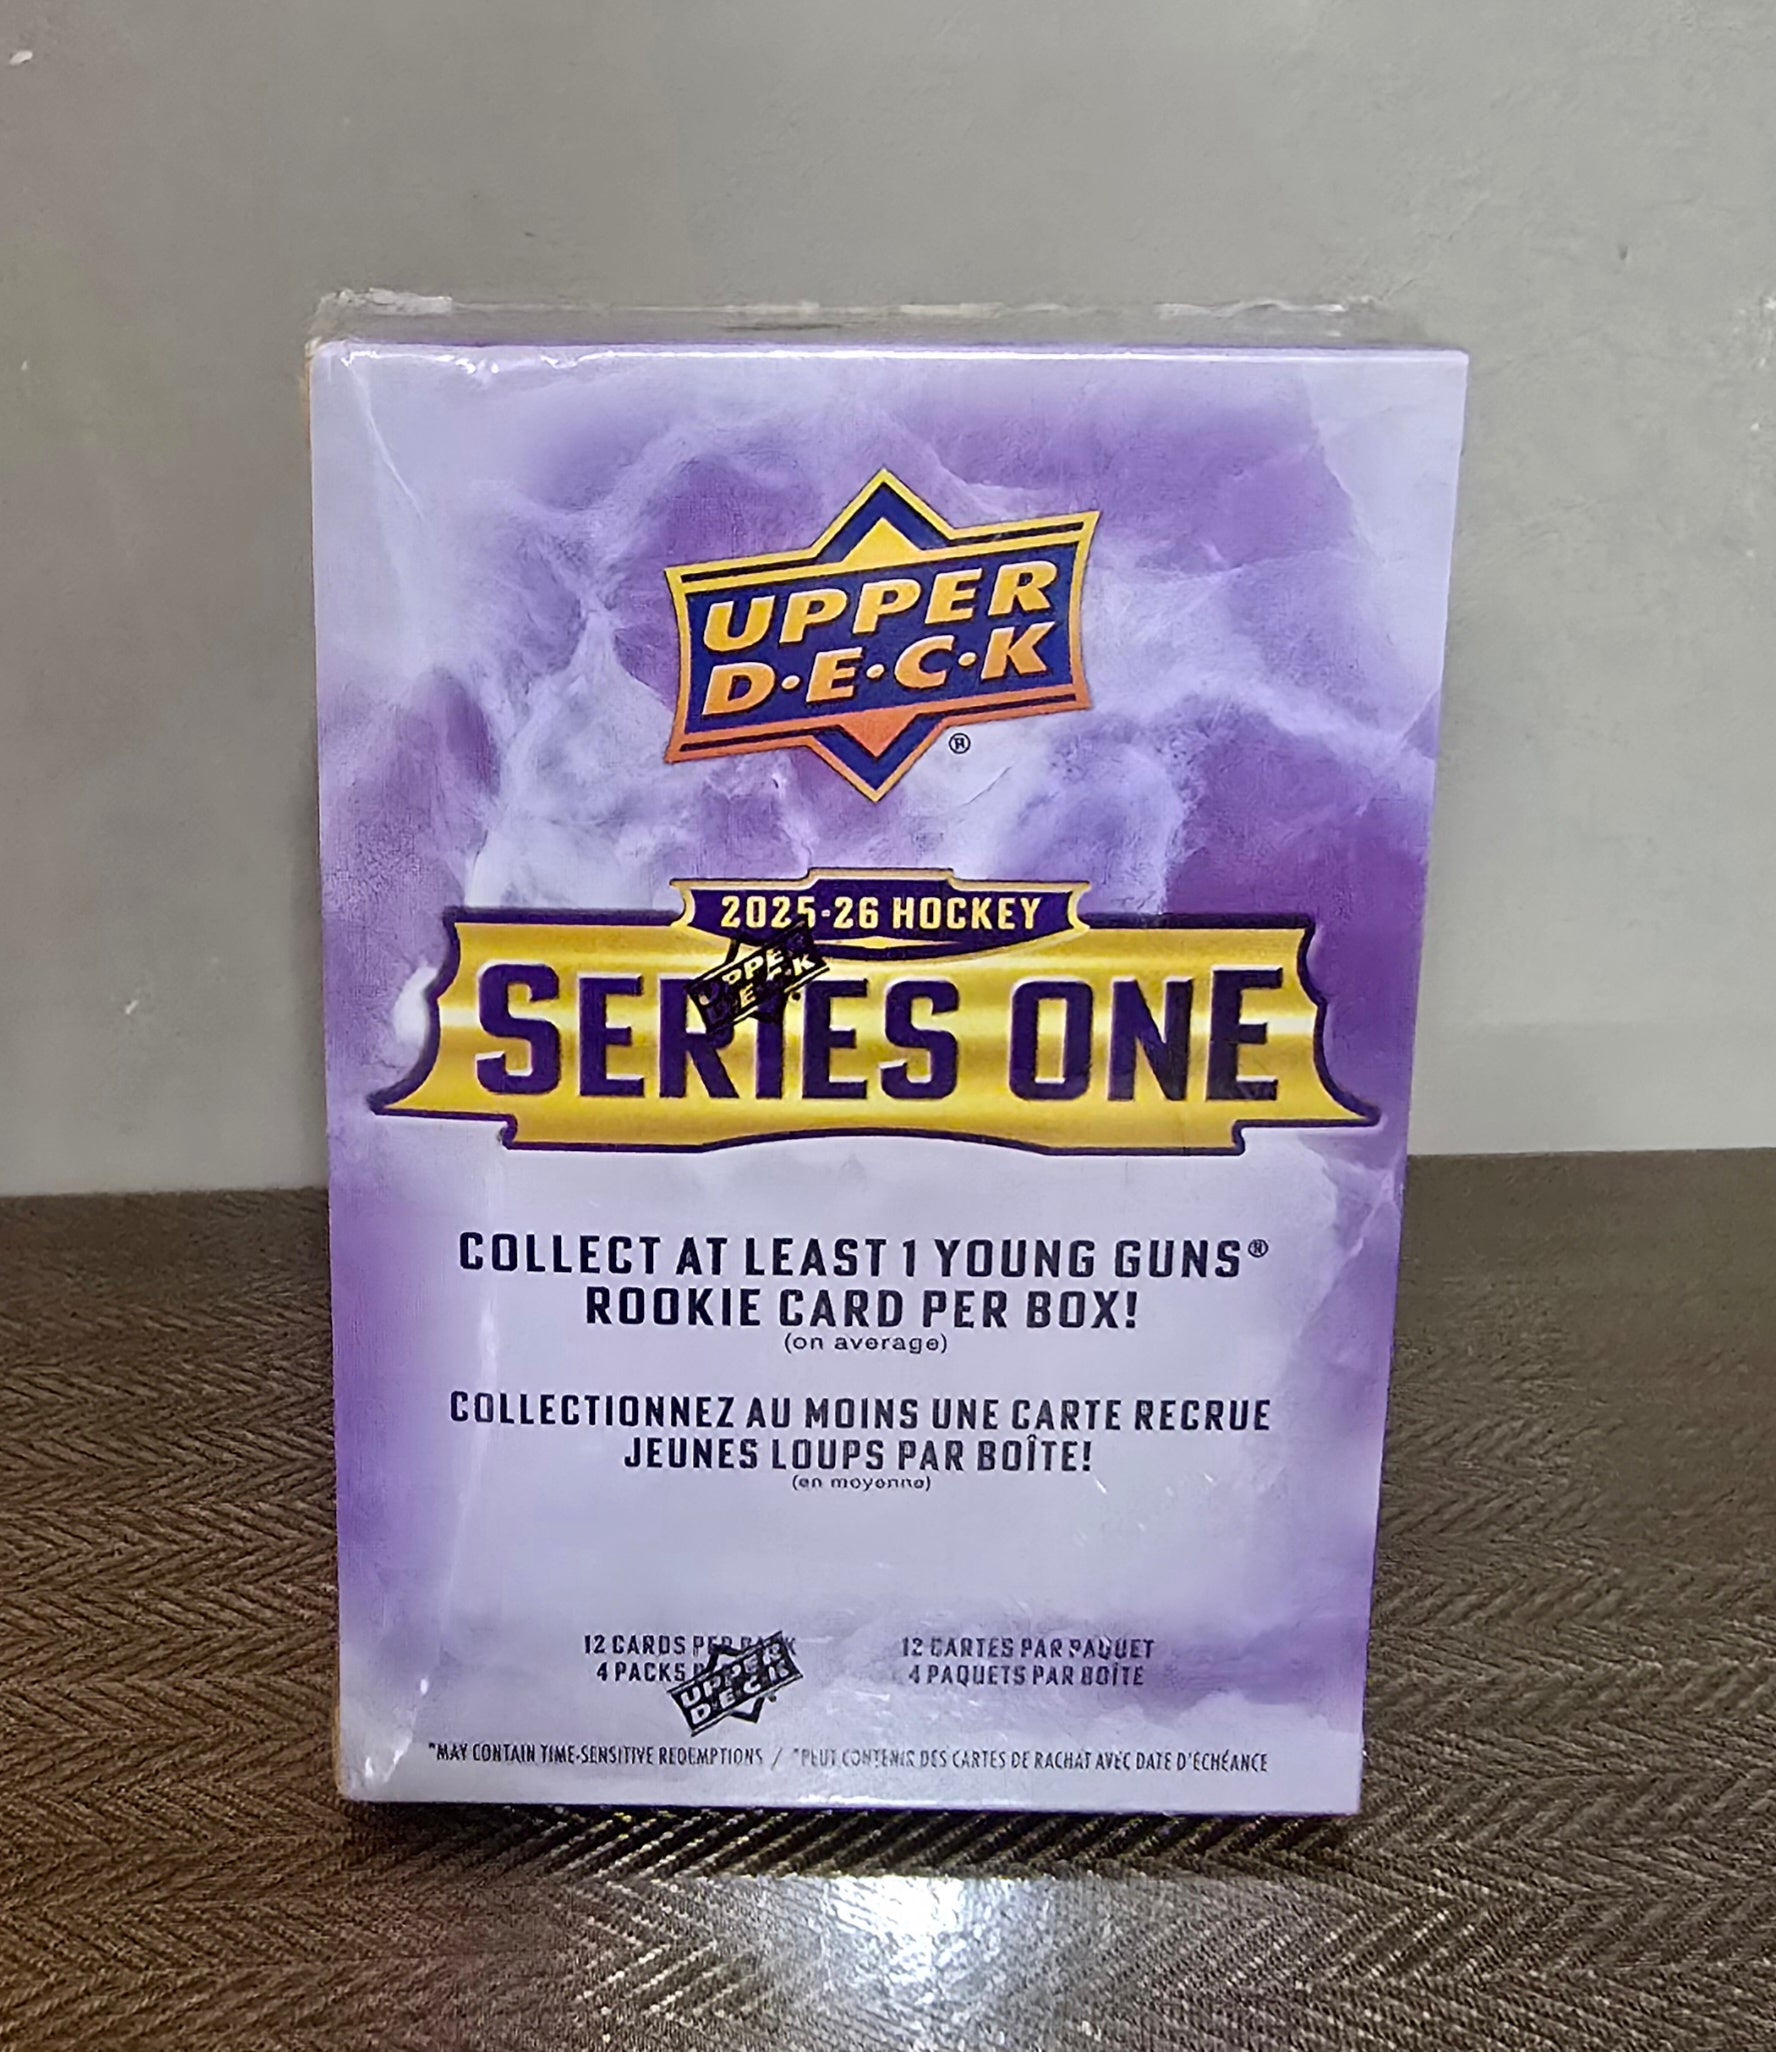 UPPER
D·E·C·K
®
2025-26 HOCKEY
SERIES ONE
UPPER
DECK
COLLECT AT LEAST 1 YOUNG GUNS®
ROOKIE CARD PER BOX!
(on average)
COLLECTIONNEZ AU MOINS UNE CARTE RECRUE
JEUNES LOUPS PAR BOÎTE!
(en moyenne)
12 CARDS PER PACK
4 PACKS
12 CARTES PAR PAQUET
4 PAQUETS PAR BOÎTE
UPPER
D·E·C·K
*MAY CONTAIN TIME-SENSITIVE REDEMPTIONS / *PEUT CONTENIR DES CARTES DE RACHAT AVEC DATE D'ÉCHÉANCE